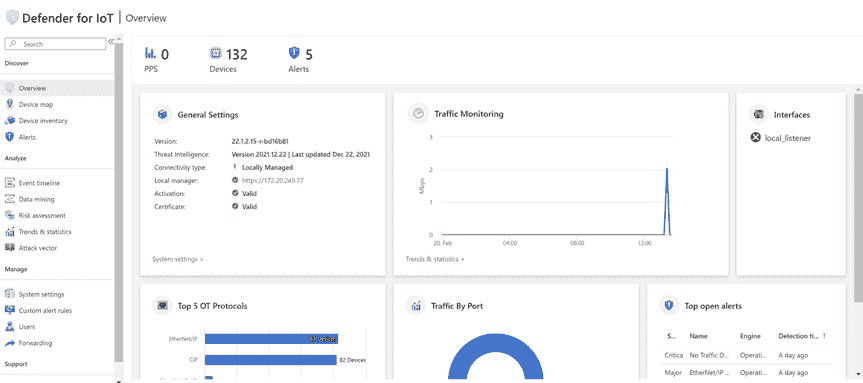 Defender for IoT | Overview
Search
Discover
Overview
Device map
Device inventory
Alerts
Analyze
Event timeline
Data mining
Risk assessment
Trends & statistics
Attack vector
Manage
System settings
Custom alert rules
Users
Forwarding
Support
0
PPS
132
Devices
5
Alerts
General Settings
Version: 22.1.2.15-r-bd16b81
Threat Intelligence: Version 2021.12.22 | Last updated Dec 22, 2021
Connectivity type: Locally Managed
Local manager: https://172.20.249.77
Activation: Valid
Certificate: Valid
System settings >
Traffic Monitoring
3
2
Mbps
1
0
20. Feb 04:00 08:00 12:00
Trends & statistics >
Interfaces
local_listener
Top 5 OT Protocols
EtherNet/IP Devices
CIP 82 Devices
Traffic By Port
Top open alerts
S... Name Engine Detection ti... ↑
Critica No Traffic D... Operati... A day ago
Major EtherNet/IP ... Operati... A day ago